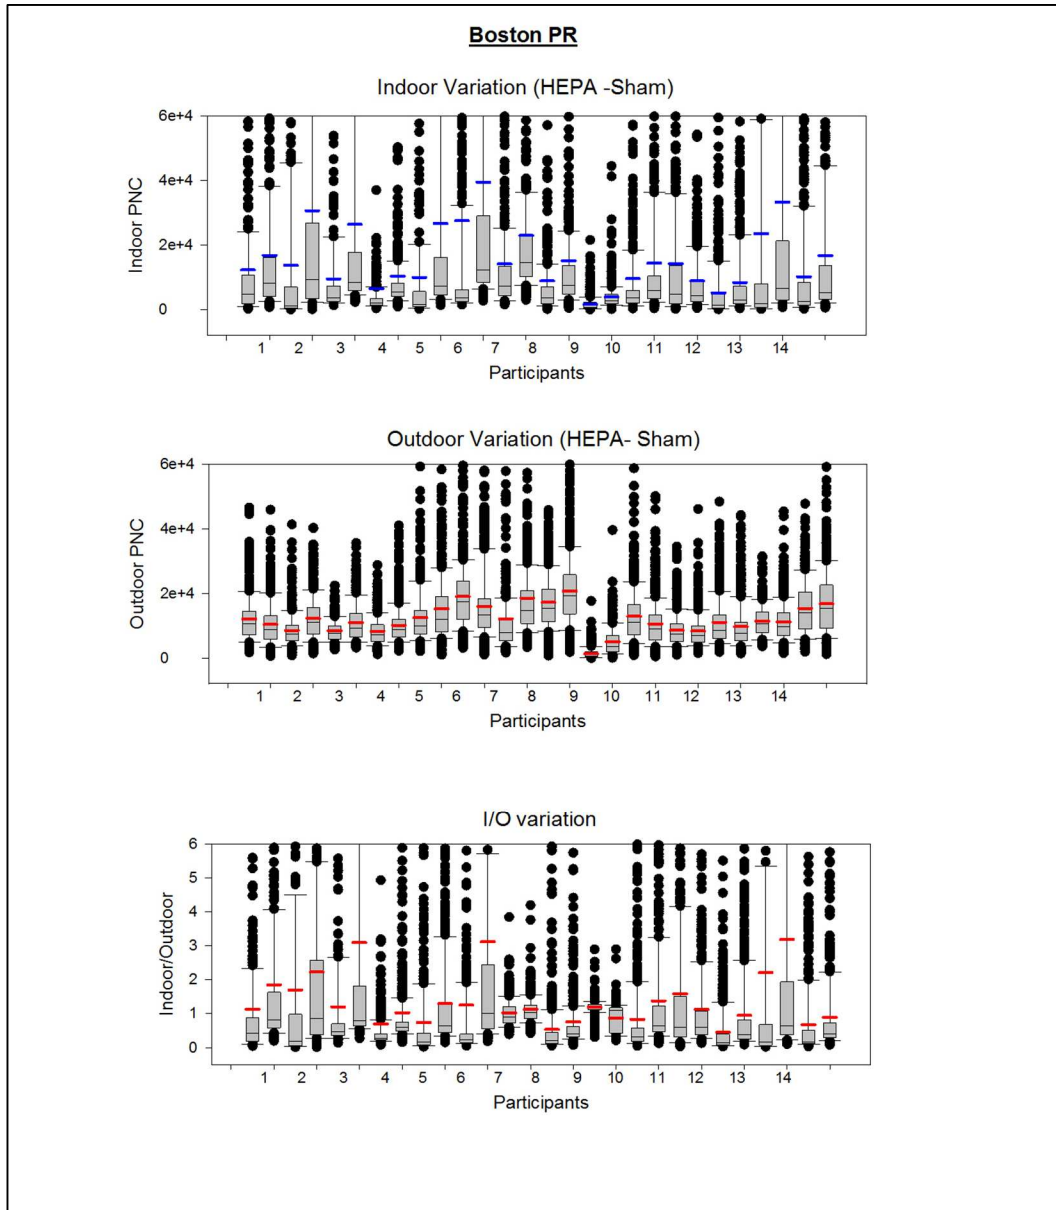 Boston PR
Indoor Variation (HEPA -Sham)
6e+4
4e+4
2e+4
0
Indoor PNC
1 2 3 4 5 6 7 8 9 10 11 12 13 14
Participants
Outdoor Variation (HEPA- Sham)
6e+4
4e+4
2e+4
0
Outdoor PNC
1 2 3 4 5 6 7 8 9 10 11 12 13 14
Participants
I/O variation
6
5
4
3
2
1
0
Indoor/Outdoor
1 2 3 4 5 6 7 8 9 10 11 12 13 14
Participants